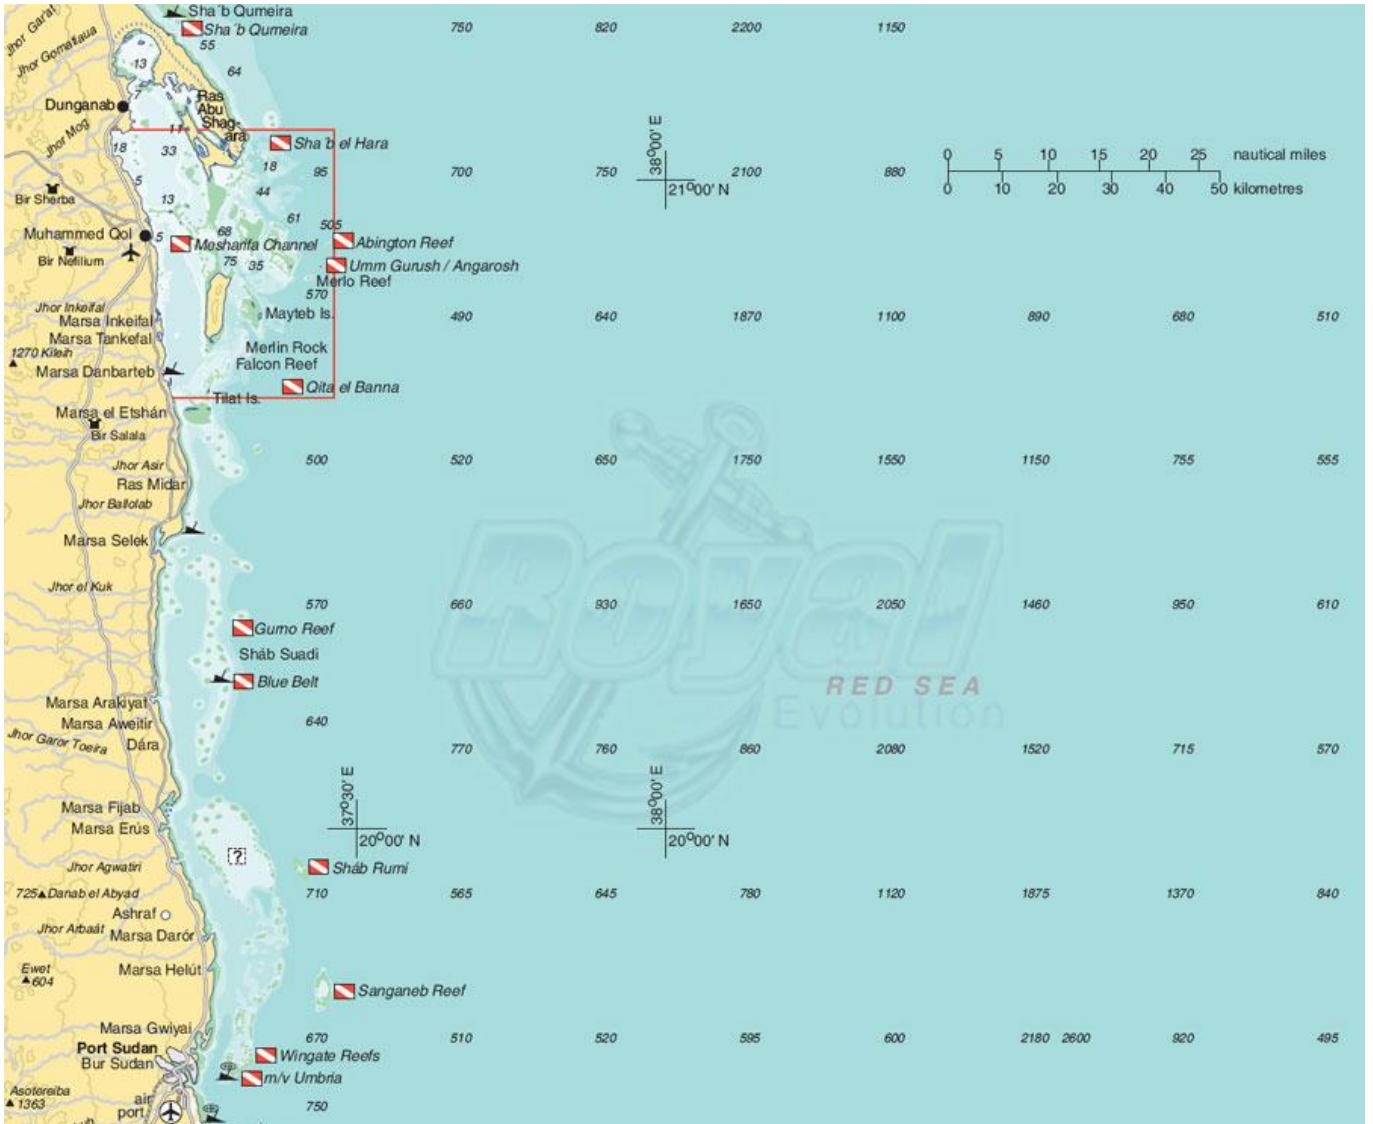 Sha´b Qumeira
Sha´b Qumeira
750 820 2200 1150
55
Jhor Garat
Jhor Gomataua
13
64
7
Ras
Abu
Shag-
ara
Dunganab
11
Jhor Mog
18 33
Sha´b el Hara
38°00' E
0 5 10 15 20 25 nautical miles
18 95 700 750 2100 880
44
5
21°00' N
0 10 20 30 40 50 kilometres
Bir Sherba
13
61
505
68
Muhammed Qol
5
Mesharifa Channel
Abington Reef
Bir Nefilium
75 35
Umm Gurush / Angarosh
Merlo Reef
570
Jhor Inkeifal
Mayteb Is.
Marsa Inkeifal
490 640 1870 1100 890 680 510
Marsa Tankefal
1270 Kileih
Merlin Rock
Falcon Reef
Marsa Danbarteb
Qita el Banna
Tilat Is.
Marsa el Etshán
Bir Salala
500 520 650 1750 1550 1150 755 555
Jhor Asir
Ras Midar
Jhor Ballolab
Marsa Selek
Royal
Jhor el Kuk
570 660 930 1650 2050 1460 950 610
Gumo Reef
Sháb Suadi
Blue Belt
RED SEA
Evolution
Marsa Arakiyat
Marsa Aweitir
640
Jhor Garor Toeira
Dára
770 760 860 2080 1520 715 570
37°30' E
38°00' E
Marsa Fijab
Marsa Erús
20°00' N
20°00' N
?
Jhor Agwatiri
Sháb Rumi
725 Danab el Abyad
710 565 645 780 1120 1875 1370 840
Ashraf
Jhor Arbaát
Marsa Darór
Ewet
604
Marsa Helút
Sanganeb Reef
Marsa Gwiyai
670 510 520 595 600 2180 2600 920 495
Port Sudan
Bur Sudan
Wingate Reefs
m/v Umbria
Asotereiba
1363
air
port
750